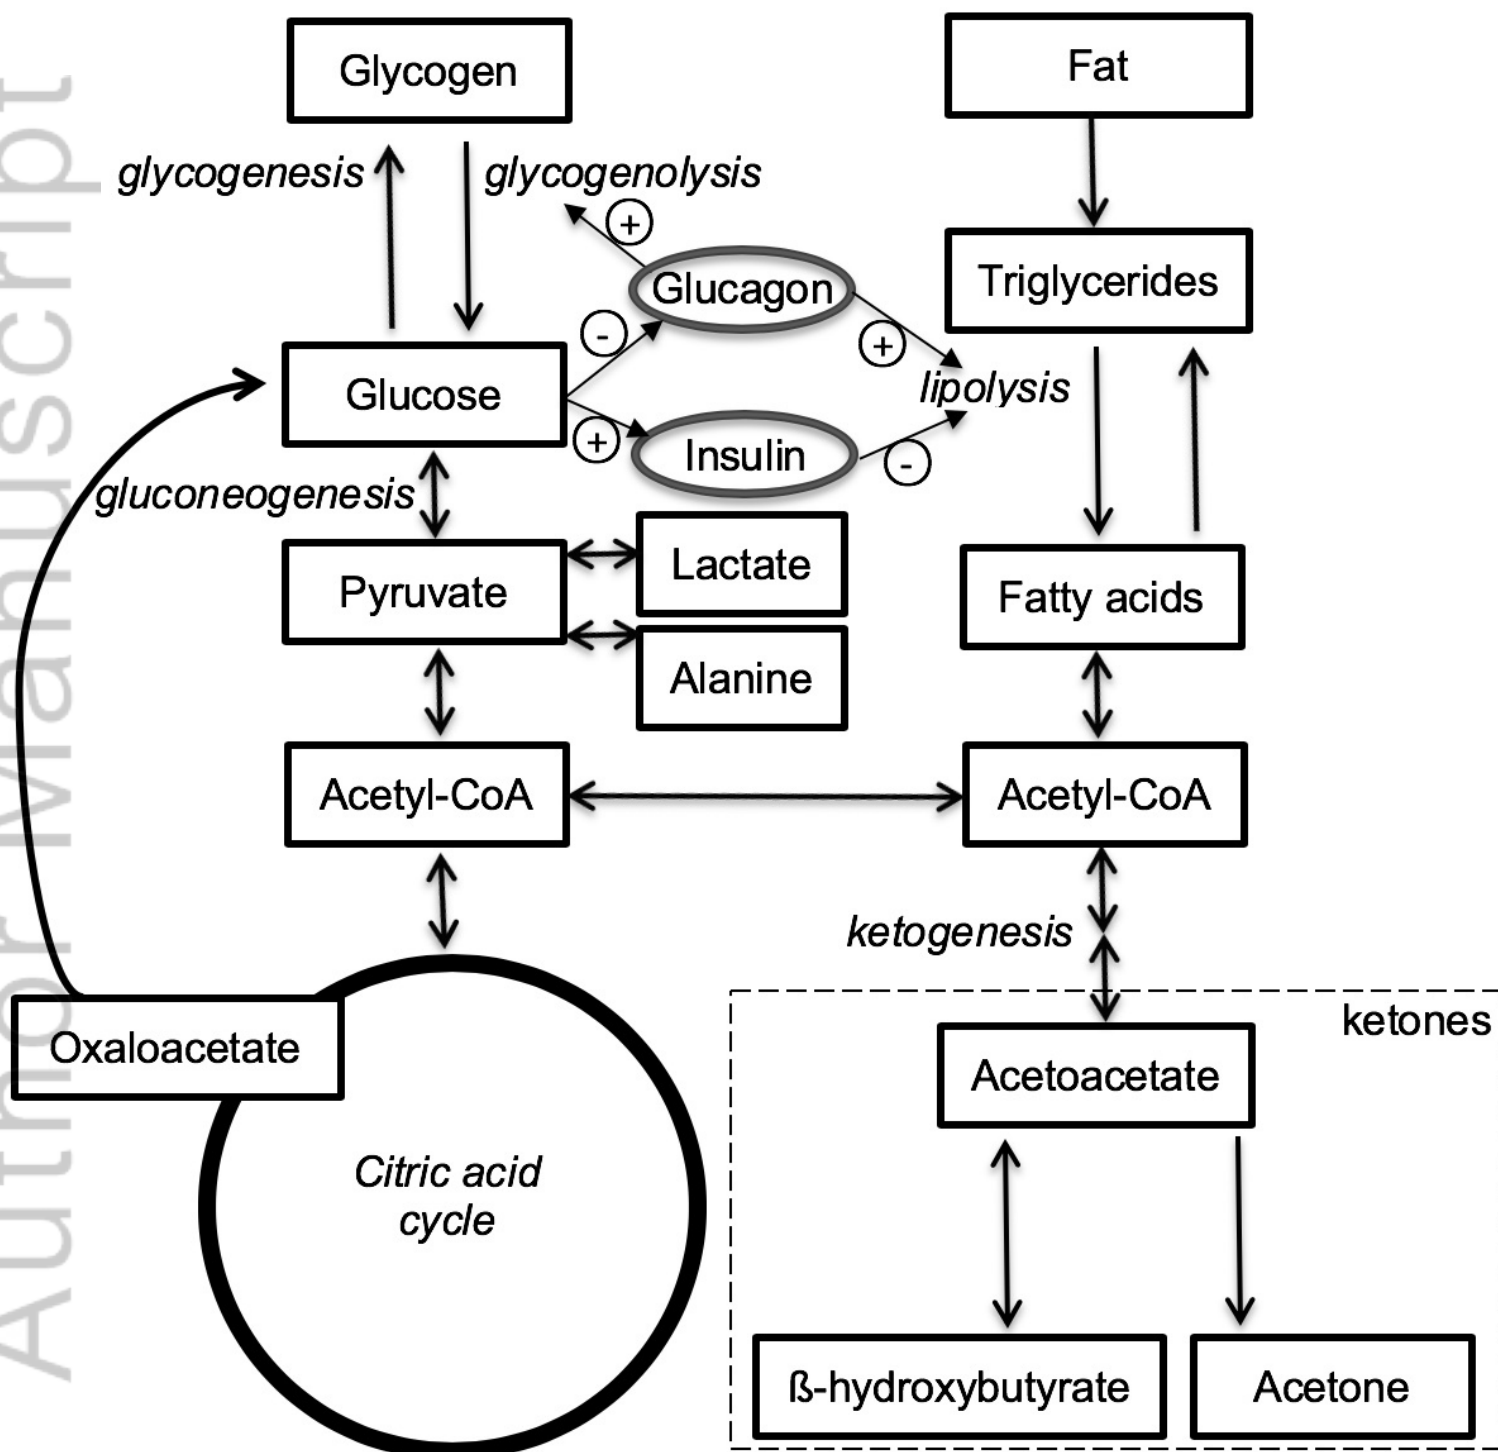 Author Manuscript
Glycogen
Fat
glycogenesis
glycogenolysis
+
Glucagon
Triglycerides
-
+
lipolysis
Glucose
+
Insulin
-
gluconeogenesis
Lactate
Pyruvate
Fatty acids
Alanine
Acetyl-CoA
Acetyl-CoA
ketogenesis
ketones
Oxaloacetate
Acetoacetate
Citric acid
cycle
ß-hydroxybutyrate
Acetone